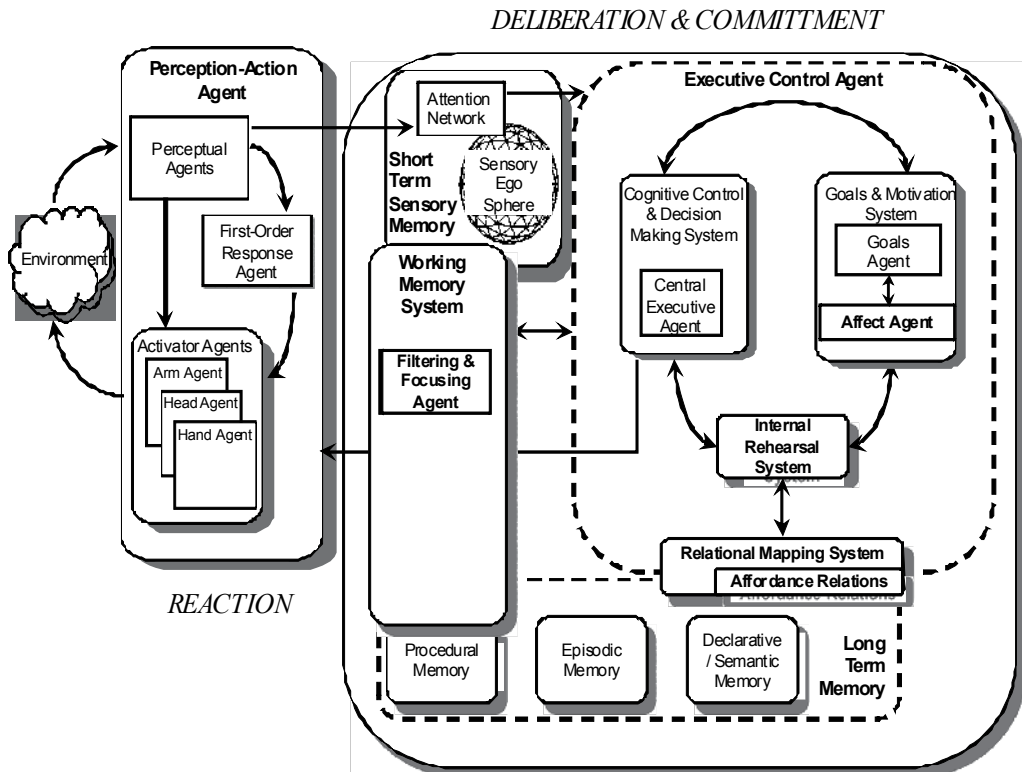 DELIBERATION & COMMITTMENT
Perception-Action
Agent
Perceptual
Agents
First-Order
Response
Agent
Environment
Activator Agents
Arm Agent
Head Agent
Hand Agent
REACTION
Attention
Network
Short
Term
Sensory
Memory
Sensory
Ego
Sphere
Working
Memory
System
Filtering &
Focusing
Agent
Executive Control Agent
Cognitive Control
& Decision
Making System
Central
Executive
Agent
Goals & Motivation
System
Goals
Agent
Affect Agent
Internal
Rehearsal
System
Relational Mapping System
Affordance Relations
Procedural
Memory
Episodic
Memory
Declarative
/ Semantic
Memory
Long
Term
Memory